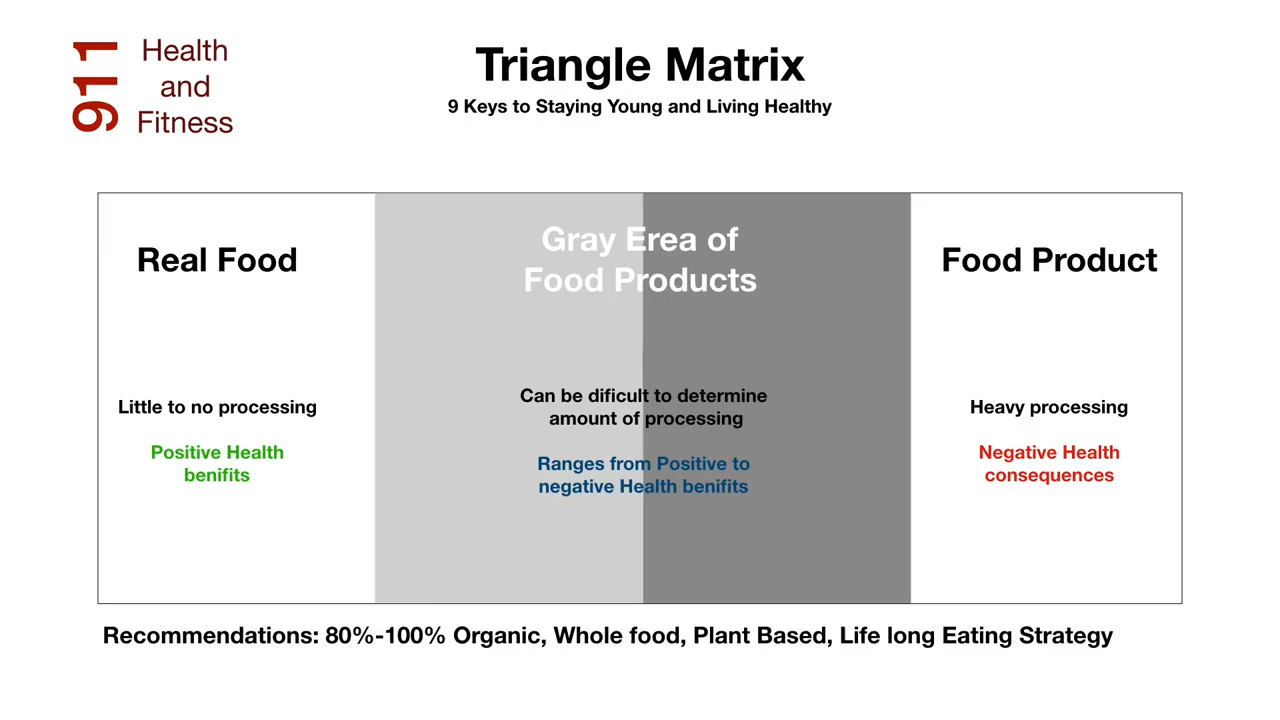 911
Health
and
Fitness
Triangle Matrix
9 Keys to Staying Young and Living Healthy
Real Food
Little to no processing
Positive Health
benifits
Gray Erea of
Food Products
Can be dificult to determine
amount of processing
Ranges from Positive to
negative Health benifits
Food Product
Heavy processing
Negative Health
consequences
Recommendations: 80%-100% Organic, Whole food, Plant Based, Life long Eating Strategy